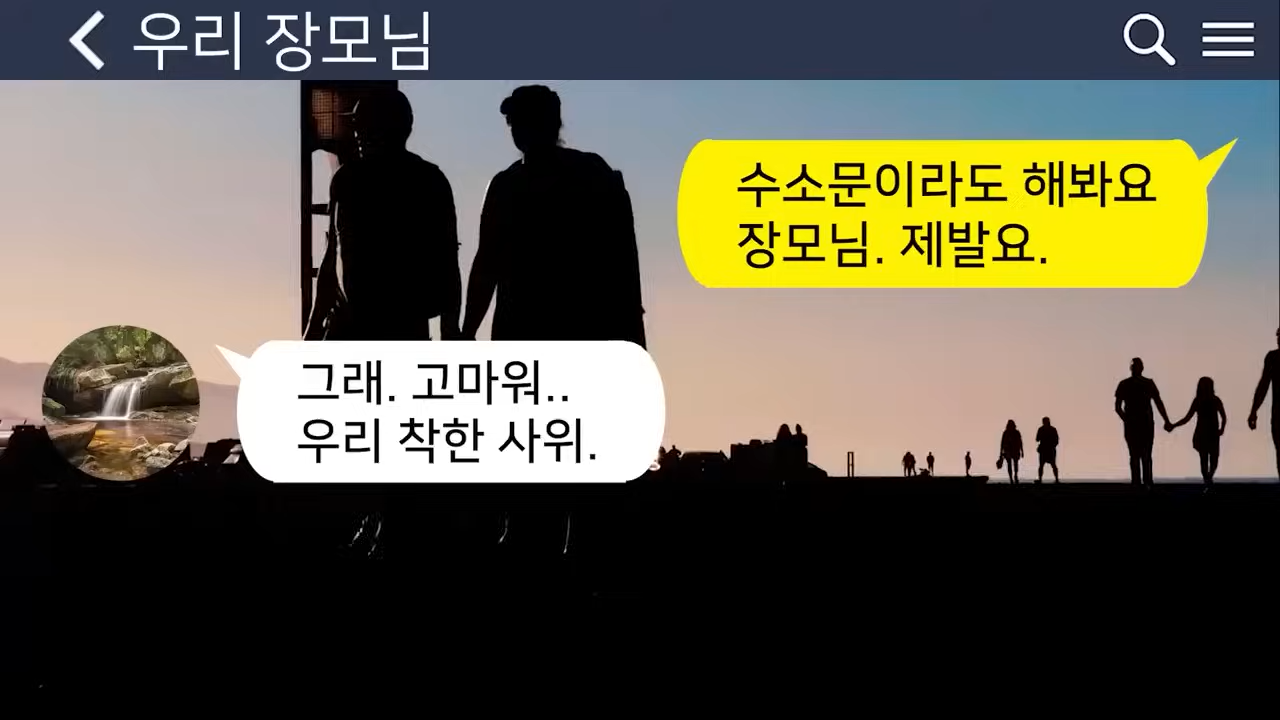 우리 장모님
수소문이라도 해봐요
장모님. 제발요.
그래. 고마워..
우리 착한 사위.